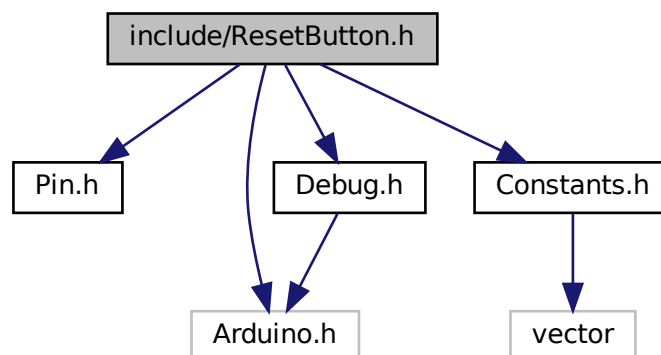 include/ResetButton.h
Pin.h
Debug.h
Constants.h
Arduino.h
vector